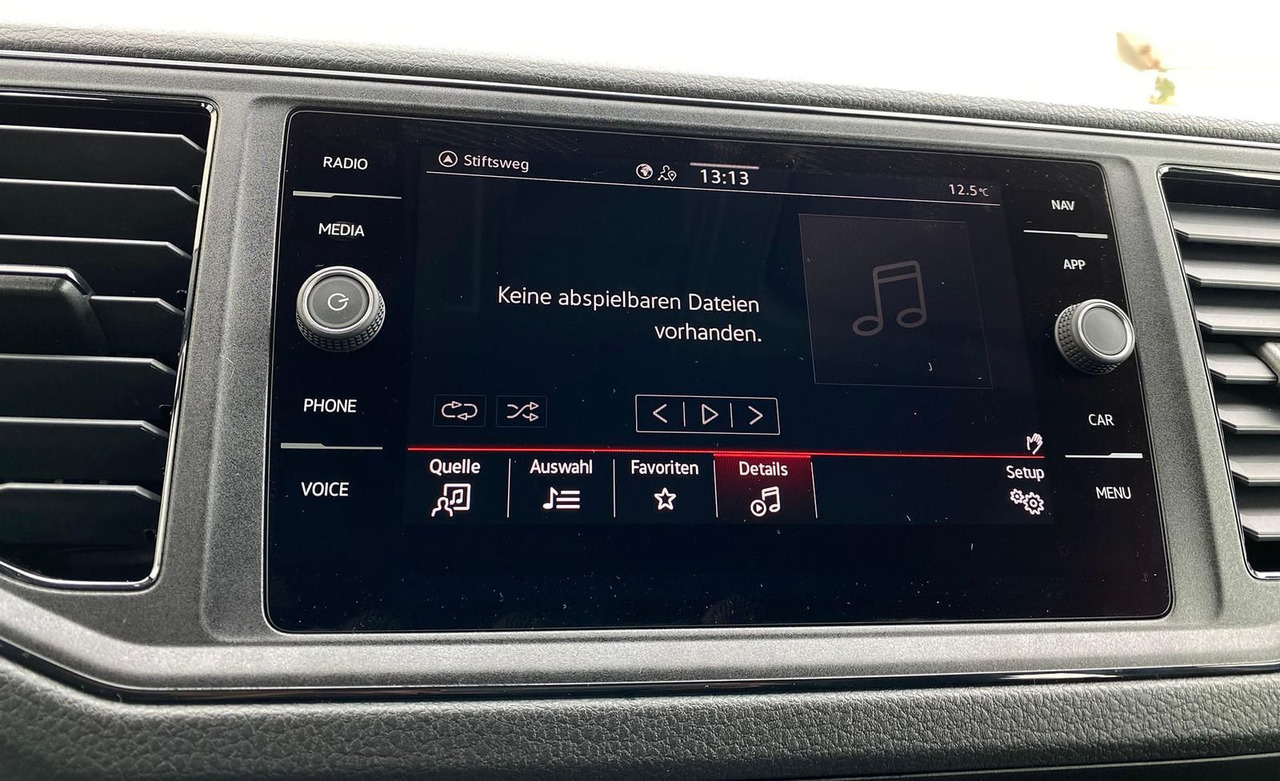 RADIO
MEDIA
PHONE
VOICE
Stiftsweg
13:13
12.5°C
Keine abspielbaren Dateien
vorhanden.
Quelle
Auswahl
Favoriten
Details
Setup
NAV
APP
CAR
MENU